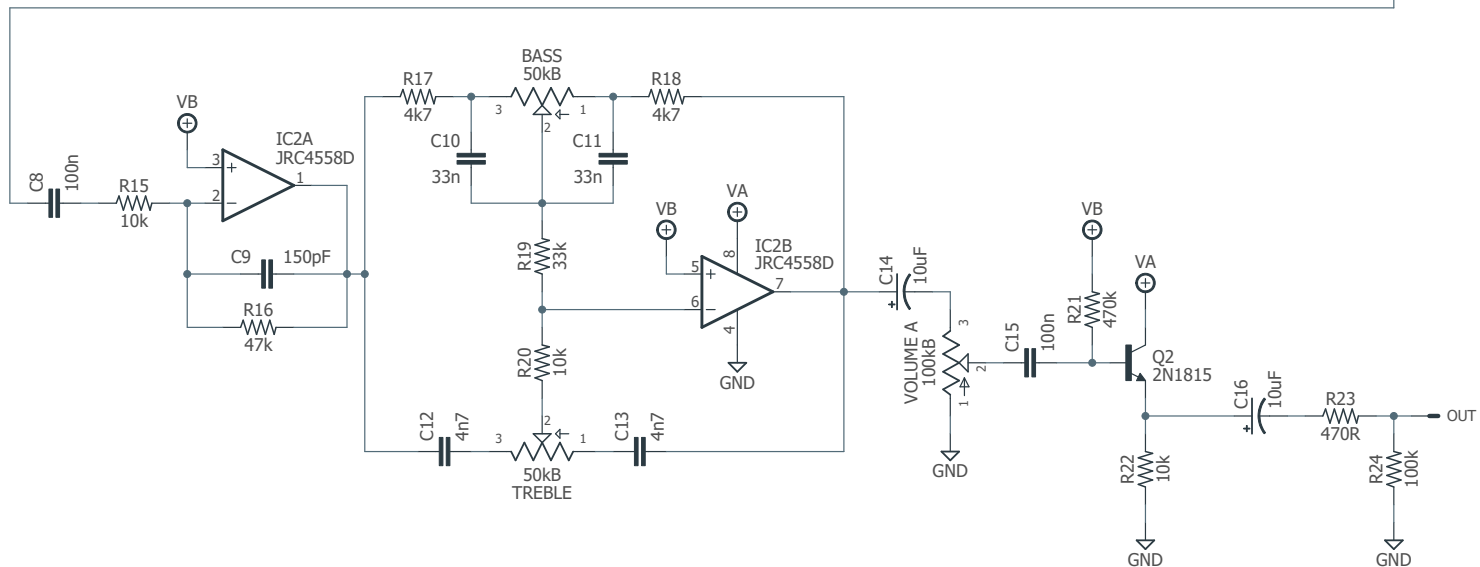 BASS
50kB
R17
4k7
3
1
2
R18
4k7
C10
33n
C11
33n
VB
IC2A
JRC4558D
3
2
1
C8
100n
R15
10k
C9
150pF
R16
47k
R19
33k
VB
VA
IC2B
JRC4558D
5
6
8
7
4
GND
R20
10k
C12
4n7
3
2
1
C13
4n7
50kB
TREBLE
C14
10uF
VOLUME A
100kB
3
2
1
GND
C15
100n
VB
R21
470k
VA
Q2
2N1815
R22
10k
GND
C16
10uF
R23
470R
OUT
R24
100k
GND